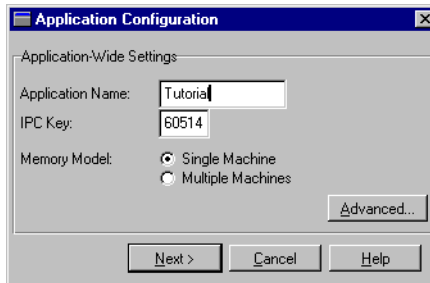 Application Configuration
Application-Wide Settings
Application Name: Tutorial
IPC Key: 60514
Memory Model: Single Machine
Multiple Machines
Advanced...
Next > Cancel Help